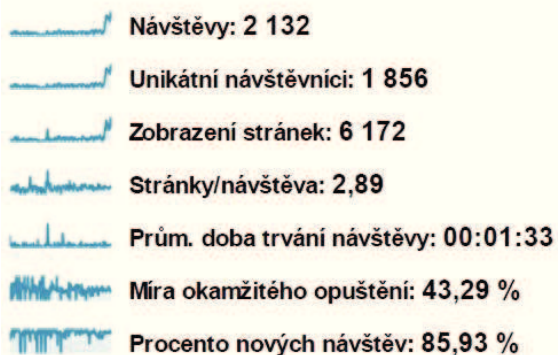 Návštěvy: 2 132
Unikátní návštěvníci: 1 856
Zobrazení stránek: 6 172
Stránky/návštěva: 2,89
Prům. doba trvání návštěvy: 00:01:33
Míra okamžitého opuštění: 43,29 %
Procento nových návštěv: 85,93 %